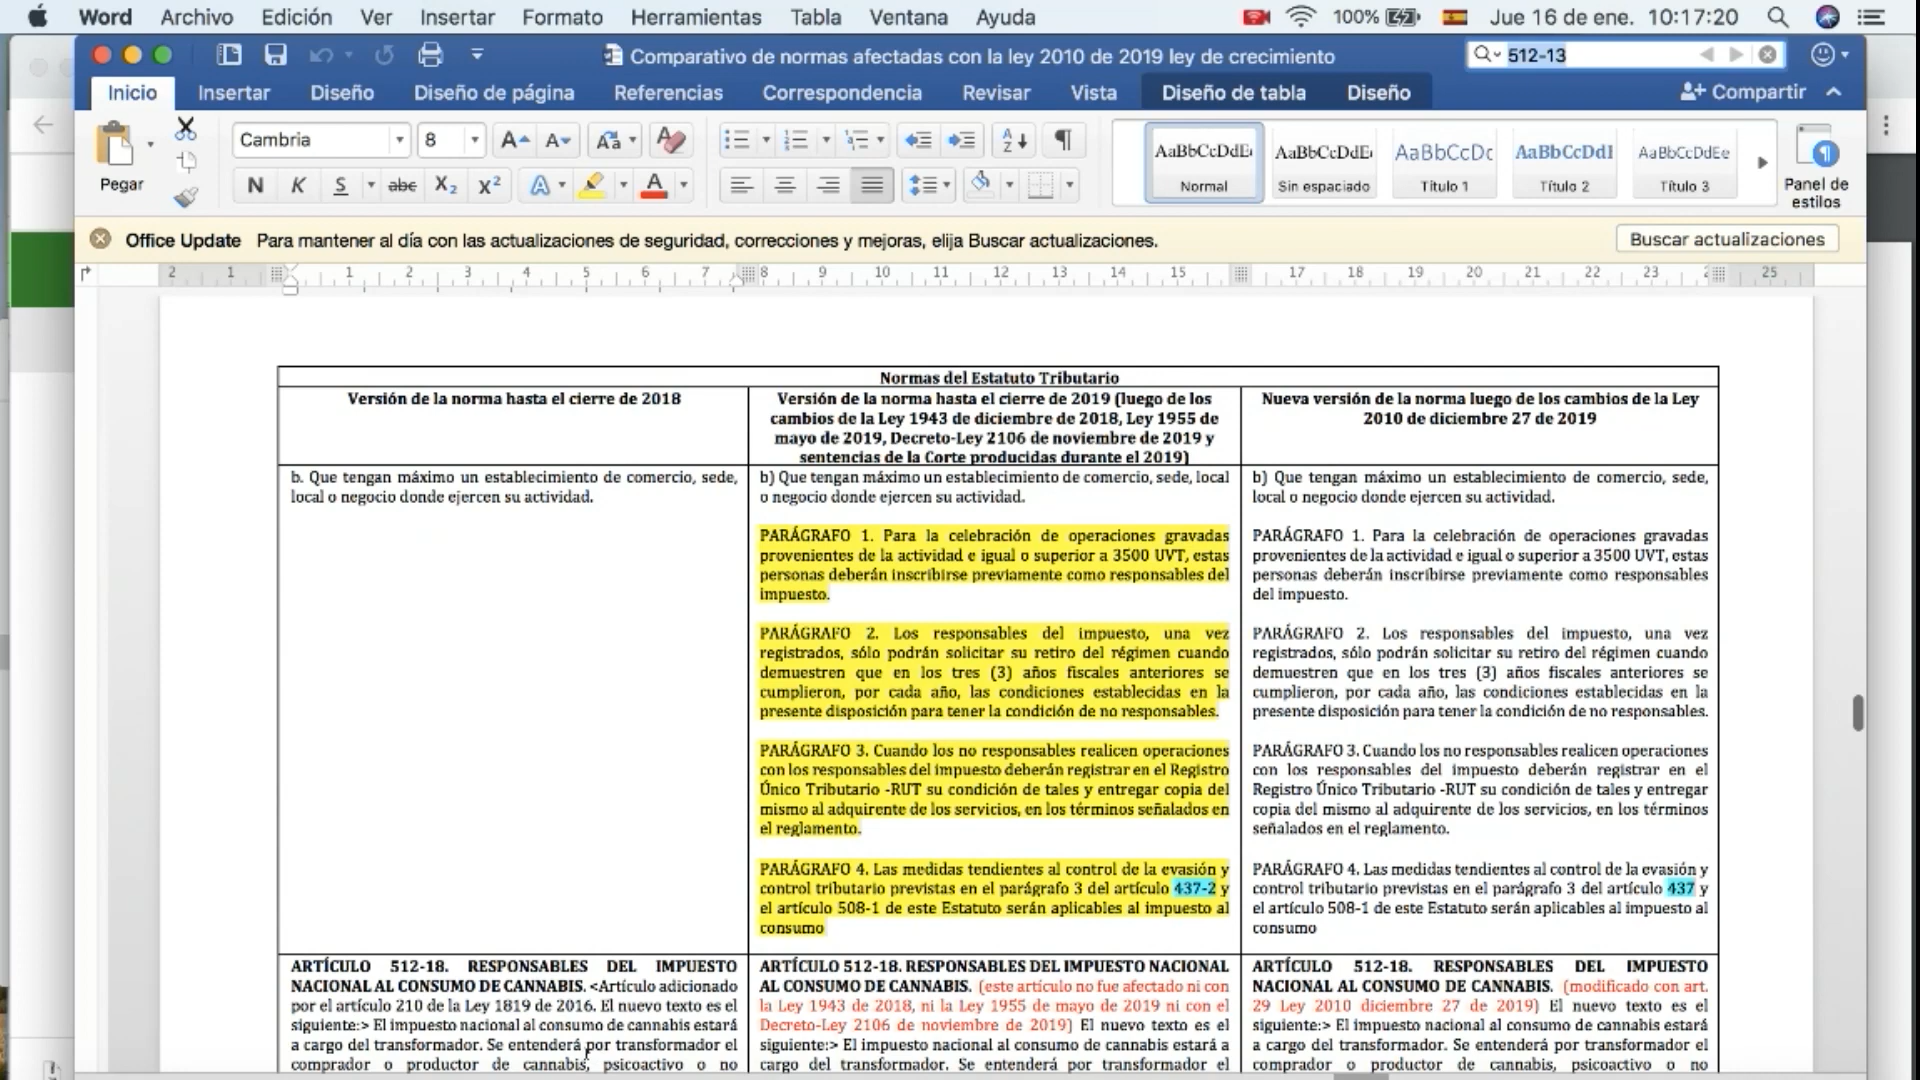 Word Archivo Edición Ver Insertar Formato Herramientas Tabla Ventana Ayuda 100% Jue 16 de ene. 10:17:20
Comparativo de normas afectadas con la ley 2010 de 2019 ley de crecimiento 512-13
Inicio Insertar Diseño Diseño de página Referencias Correspondencia Revisar Vista Diseño de tabla Diseño Compartir
Cambria 8
AaBbCcDdE AaBbCcDdE AaBbCcDc AaBbCcDdI AaBbCcDdEe
Normal Sin espaciado Título 1 Título 2 Título 3
Pegar
Panel de
estilos
N K S abc X₂ X² A A
Office Update Para mantener al día con las actualizaciones de seguridad, correcciones y mejoras, elija Buscar actualizaciones. Buscar actualizaciones
2 1 1 2 3 4 5 6 7 8 9 10 11 12 13 14 15 17 18 19 20 21 22 23 25
Normas del Estatuto Tributario
Versión de la norma hasta el cierre de 2018
Versión de la norma hasta el cierre de 2019 (luego de los
cambios de la Ley 1943 de diciembre de 2018, Ley 1955 de
mayo de 2019, Decreto-Ley 2106 de noviembre de 2019 y
sentencias de la Corte producidas durante el 2019)
Nueva versión de la norma luego de los cambios de la Ley
2010 de diciembre 27 de 2019
b. Que tengan máximo un establecimiento de comercio, sede,
local o negocio donde ejercen su actividad.
b) Que tengan máximo un establecimiento de comercio, sede, local
o negocio donde ejercen su actividad.
PARÁGRAFO 1. Para la celebración de operaciones gravadas
provenientes de la actividad e igual o superior a 3500 UVT, estas
personas deberán inscribirse previamente como responsables del
impuesto.
PARÁGRAFO 2. Los responsables del impuesto, una vez
registrados, sólo podrán solicitar su retiro del régimen cuando
demuestren que en los tres (3) años fiscales anteriores se
cumplieron, por cada año, las condiciones establecidas en la
presente disposición para tener la condición de no responsables.
PARÁGRAFO 3. Cuando los no responsables realicen operaciones
con los responsables del impuesto deberán registrar en el Registro
Único Tributario -RUT su condición de tales y entregar copia del
mismo al adquirente de los servicios, en los términos señalados en
el reglamento.
PARÁGRAFO 4. Las medidas tendientes al control de la evasión y
control tributario previstas en el parágrafo 3 del artículo 437-2 y
el artículo 508-1 de este Estatuto serán aplicables al impuesto al
consumo
b) Que tengan máximo un establecimiento de comercio, sede,
local o negocio donde ejercen su actividad.
PARÁGRAFO 1. Para la celebración de operaciones gravadas
provenientes de la actividad e igual o superior a 3500 UVT, estas
personas deberán inscribirse previamente como responsables
del impuesto.
PARÁGRAFO 2. Los responsables del impuesto, una vez
registrados, sólo podrán solicitar su retiro del régimen cuando
demuestren que en los tres (3) años fiscales anteriores se
cumplieron, por cada año, las condiciones establecidas en la
presente disposición para tener la condición de no responsables.
PARÁGRAFO 3. Cuando los no responsables realicen operaciones
con los responsables del impuesto deberán registrar en el
Registro Único Tributario -RUT su condición de tales y entregar
copia del mismo al adquirente de los servicios, en los términos
señalados en el reglamento.
PARÁGRAFO 4. Las medidas tendientes al control de la evasión y
control tributario previstas en el parágrafo 3 del artículo 437 y
el artículo 508-1 de este Estatuto serán aplicables al impuesto al
consumo
ARTÍCULO 512-18. RESPONSABLES DEL IMPUESTO
NACIONAL AL CONSUMO DE CANNABIS. <Artículo adicionado
por el artículo 210 de la Ley 1819 de 2016. El nuevo texto es el
siguiente:> El impuesto nacional al consumo de cannabis estará
a cargo del transformador. Se entenderá por transformador el
comprador o productor de cannabis, psicoactivo o no
ARTÍCULO 512-18. RESPONSABLES DEL IMPUESTO NACIONAL
AL CONSUMO DE CANNABIS. (este artículo no fue afectado ni con
la Ley 1943 de 2018, ni la Ley 1955 de mayo de 2019 ni con el
Decreto-Ley 2106 de noviembre de 2019) El nuevo texto es el
siguiente:> El impuesto nacional al consumo de cannabis estará a
cargo del transformador. Se entenderá por transformador el
ARTÍCULO 512-18. RESPONSABLES DEL IMPUESTO
NACIONAL AL CONSUMO DE CANNABIS. (modificado con art.
29 Ley 2010 diciembre 27 de 2019) El nuevo texto es el
siguiente:> El impuesto nacional al consumo de cannabis estará
a cargo del transformador. Se entenderá por transformador el
comprador o productor de cannabis, psicoactivo o no